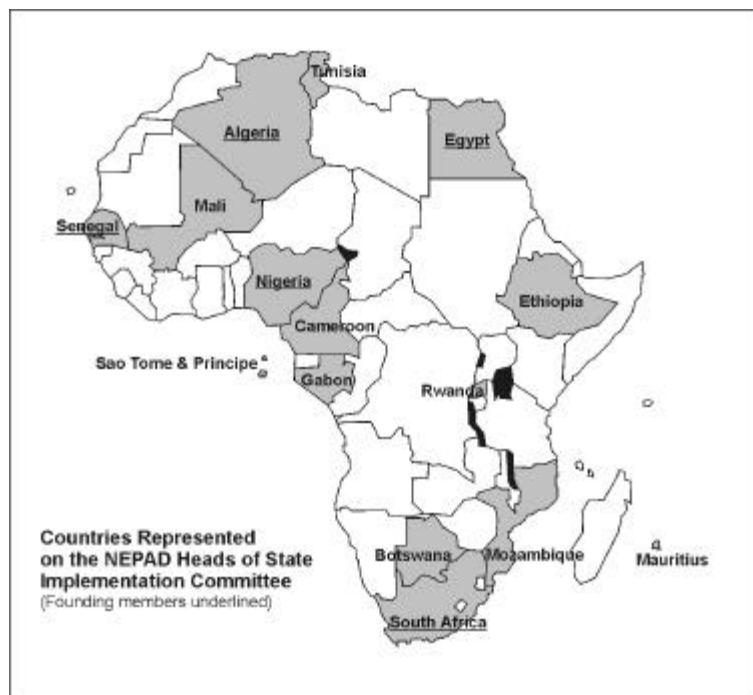 Tunisia
Algeria
Egypt
Mali
Senegal
Nigeria
Ethiopia
Cameroon
Sao Tome & Principe
Gabon
Rwanda
Countries Represented
on the NEPAD Heads of State
Implementation Committee
(Founding members underlined)
Botswana
Mozambique
Mauritius
South Africa